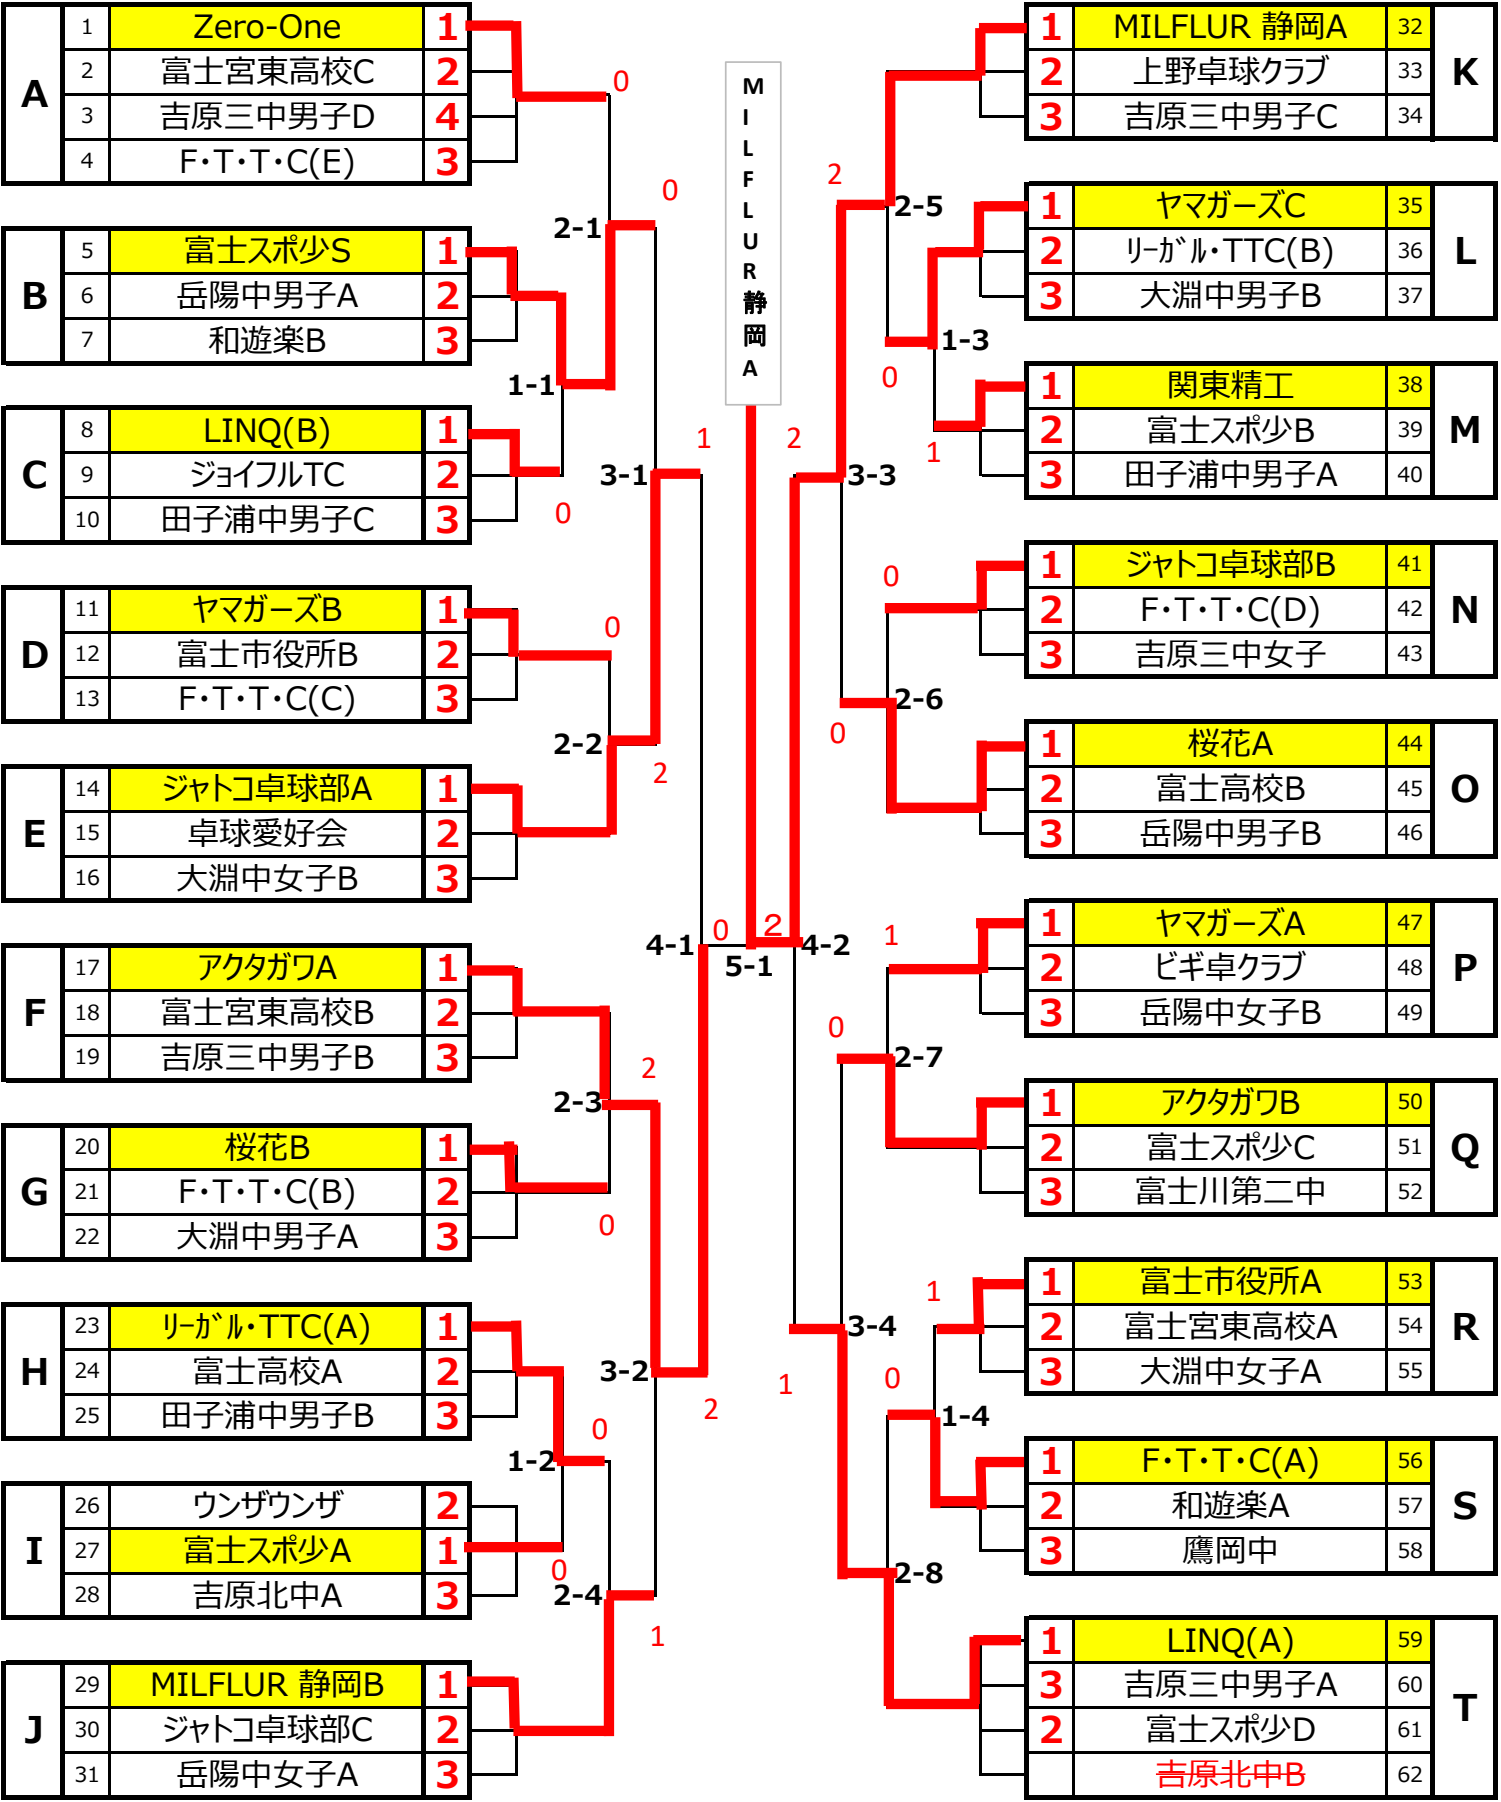 A
1 Zero-One 1
2 富士宮東高校C 2
3 吉原三中男子D 4
4 F・T・T・C(E) 3
B
5 富士スポ少S 1
6 岳陽中男子A 2
7 和遊楽B 3
C
8 LINQ(B) 1
9 ジョイフルTC 2
10 田子浦中男子C 3
D
11 ヤマガーズB 1
12 富士市役所B 2
13 F・T・T・C(C) 3
E
14 ジャトコ卓球部A 1
15 卓球愛好会 2
16 大淵中女子B 3
F
17 アクタガワA 1
18 富士宮東高校B 2
19 吉原三中男子B 3
G
20 桜花B 1
21 F・T・T・C(B) 2
22 大淵中男子A 3
H
23 リーガル・TTC(A) 1
24 富士高校A 2
25 田子浦中男子B 3
I
26 ウンザウンザ 2
27 富士スポ少A 1
28 吉原北中A 3
J
29 MILFLUR 静岡B 1
30 ジャトコ卓球部C 2
31 岳陽中女子A 3
0
0
2-1
1-1
0
1
3-1
0
2-2
2
4-1
0
2-3
2
0
3-2
2
0
1-2
0
2-4
1
MILFLUR静岡A
5-1
2
4-2
2
2-5
1-3
0
1
2
3-3
0
2-6
0
1
0
2-7
1
3-4
1
0
1-4
2-8
K
1 MILFLUR 静岡A 32
2 上野卓球クラブ 33
3 吉原三中男子C 34
L
1 ヤマガーズC 35
2 リーガル・TTC(B) 36
3 大淵中男子B 37
M
1 関東精工 38
2 富士スポ少B 39
3 田子浦中男子A 40
N
1 ジャトコ卓球部B 41
2 F・T・T・C(D) 42
3 吉原三中女子 43
O
1 桜花A 44
2 富士高校B 45
3 岳陽中男子B 46
P
1 ヤマガーズA 47
2 ビギ卓クラブ 48
3 岳陽中女子B 49
Q
1 アクタガワB 50
2 富士スポ少C 51
3 富士川第二中 52
R
1 富士市役所A 53
2 富士宮東高校A 54
3 大淵中女子A 55
S
1 F・T・T・C(A) 56
2 和遊楽A 57
3 鷹岡中 58
T
1 LINQ(A) 59
3 吉原三中男子A 60
2 富士スポ少D 61
吉原北中B 62